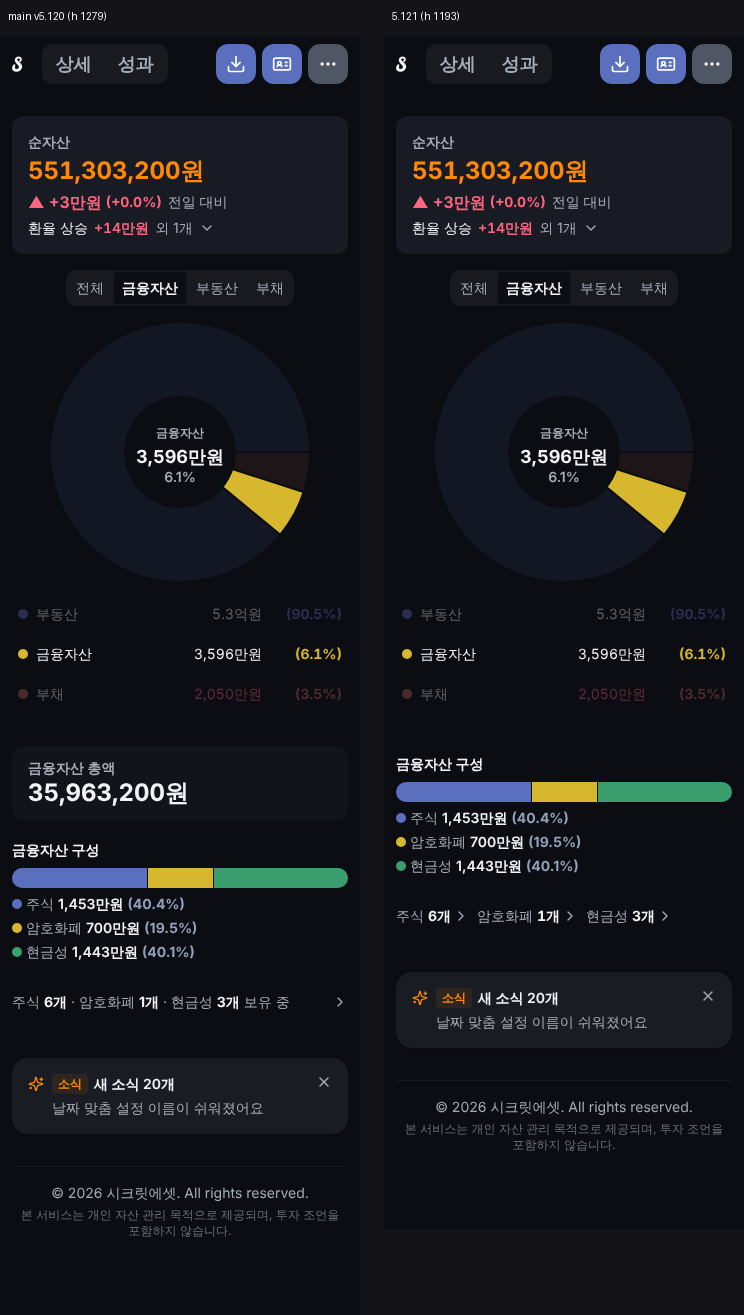 main v5.120 (h 1279)
상세 성과
순자산
551,303,200원
▲ +3만원 (+0.0%) 전일 대비
환율 상승 +14만원 외 1개
전체 금융자산 부동산 부채
금융자산
3,596만원
6.1%
부동산 5.3억원 (90.5%)
금융자산 3,596만원 (6.1%)
부채 2,050만원 (3.5%)
금융자산 총액
35,963,200원
금융자산 구성
주식 1,453만원 (40.4%)
암호화폐 700만원 (19.5%)
현금성 1,443만원 (40.1%)
주식 6개 · 암호화폐 1개 · 현금성 3개 보유 중
소식 새 소식 20개
날짜 맞춤 설정 이름이 쉬워졌어요
© 2026 시크릿에셋. All rights reserved.
본 서비스는 개인 자산 관리 목적으로 제공되며, 투자 조언을
포함하지 않습니다.
5.121 (h 1193)
상세 성과
순자산
551,303,200원
▲ +3만원 (+0.0%) 전일 대비
환율 상승 +14만원 외 1개
전체 금융자산 부동산 부채
금융자산
3,596만원
6.1%
부동산 5.3억원 (90.5%)
금융자산 3,596만원 (6.1%)
부채 2,050만원 (3.5%)
금융자산 구성
주식 1,453만원 (40.4%)
암호화폐 700만원 (19.5%)
현금성 1,443만원 (40.1%)
주식 6개 암호화폐 1개 현금성 3개
소식 새 소식 20개
날짜 맞춤 설정 이름이 쉬워졌어요
© 2026 시크릿에셋. All rights reserved.
본 서비스는 개인 자산 관리 목적으로 제공되며, 투자 조언을
포함하지 않습니다.